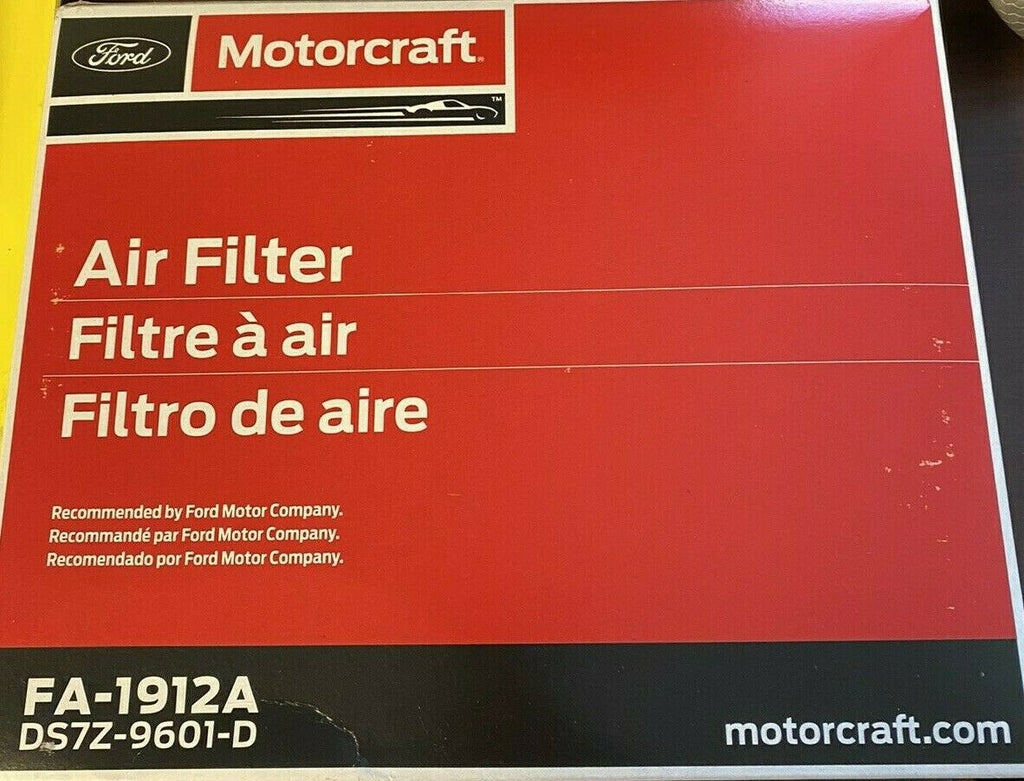 Ford
Motorcraft®
™
Air Filter
Filtre à air
Filtro de aire
Recommended by Ford Motor Company.
Recommandé par Ford Motor Company.
Recomendado por Ford Motor Company.
FA-1912A
DS7Z-9601-D
motorcraft.com